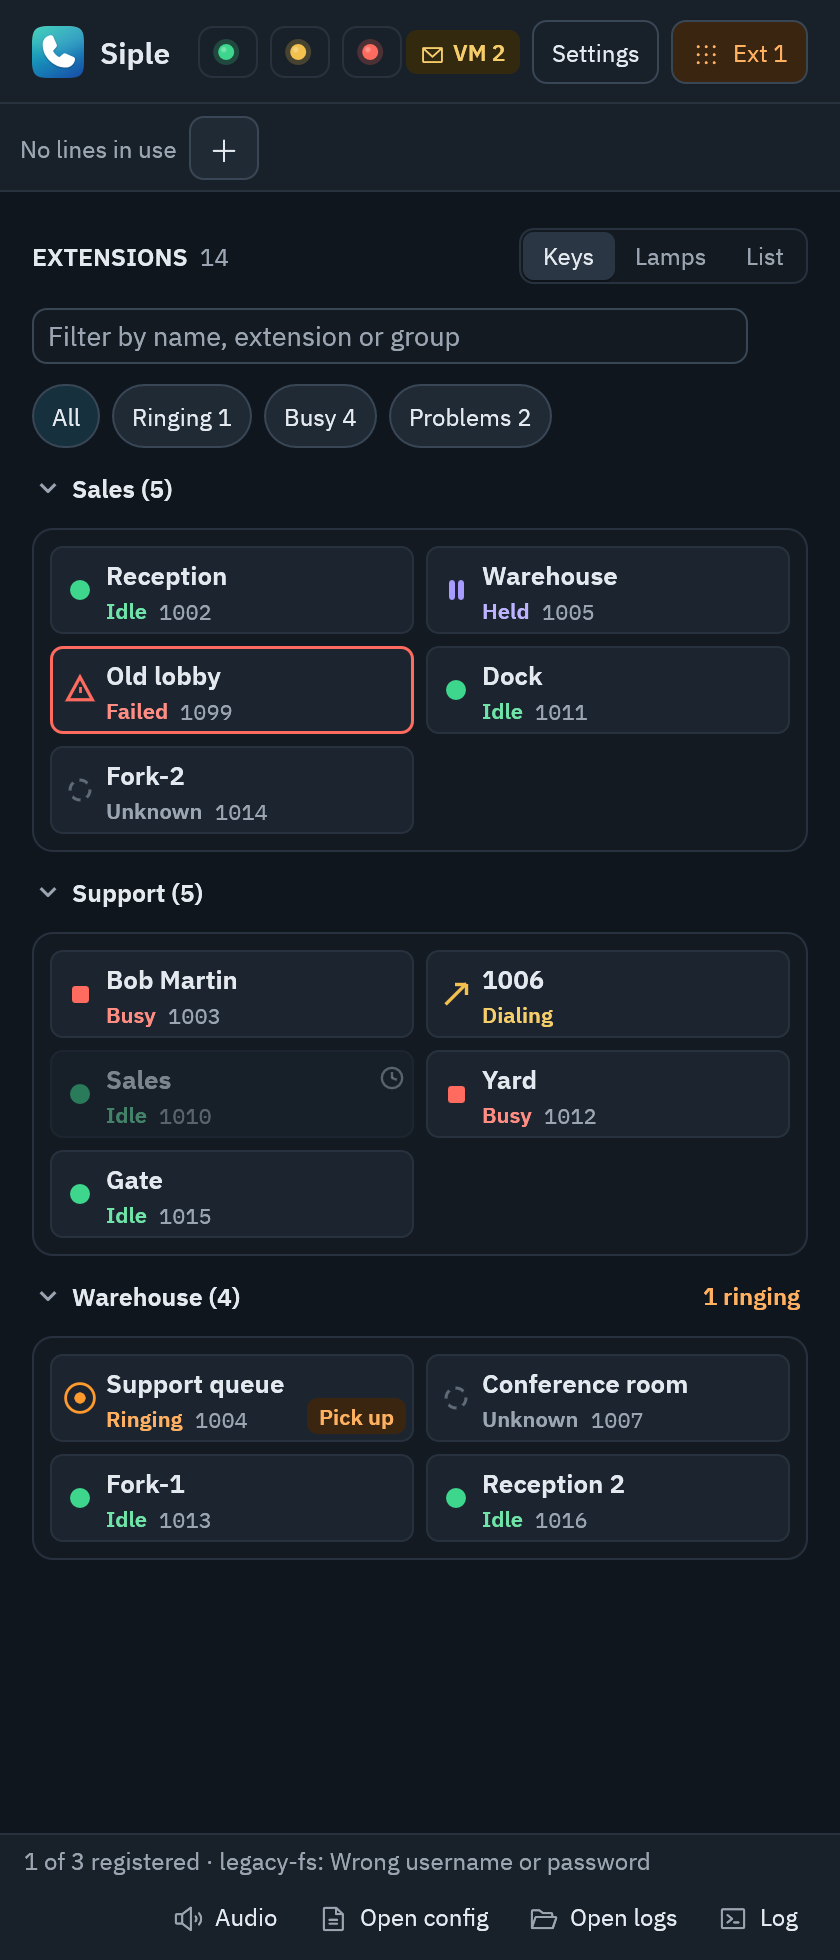 Siple VM 2 Settings Ext 1
No lines in use
EXTENSIONS 14 Keys Lamps List
Filter by name, extension or group
All Ringing 1 Busy 4 Problems 2
Sales (5)
Reception
Idle 1002
Warehouse
Held 1005
Old lobby
Failed 1099
Dock
Idle 1011
Fork-2
Unknown 1014
Support (5)
Bob Martin
Busy 1003
1006
Dialing
Sales
Idle 1010
Yard
Busy 1012
Gate
Idle 1015
Warehouse (4) 1 ringing
Support queue
Ringing 1004 Pick up
Conference room
Unknown 1007
Fork-1
Idle 1013
Reception 2
Idle 1016
1 of 3 registered · legacy-fs: Wrong username or password
Audio Open config Open logs Log